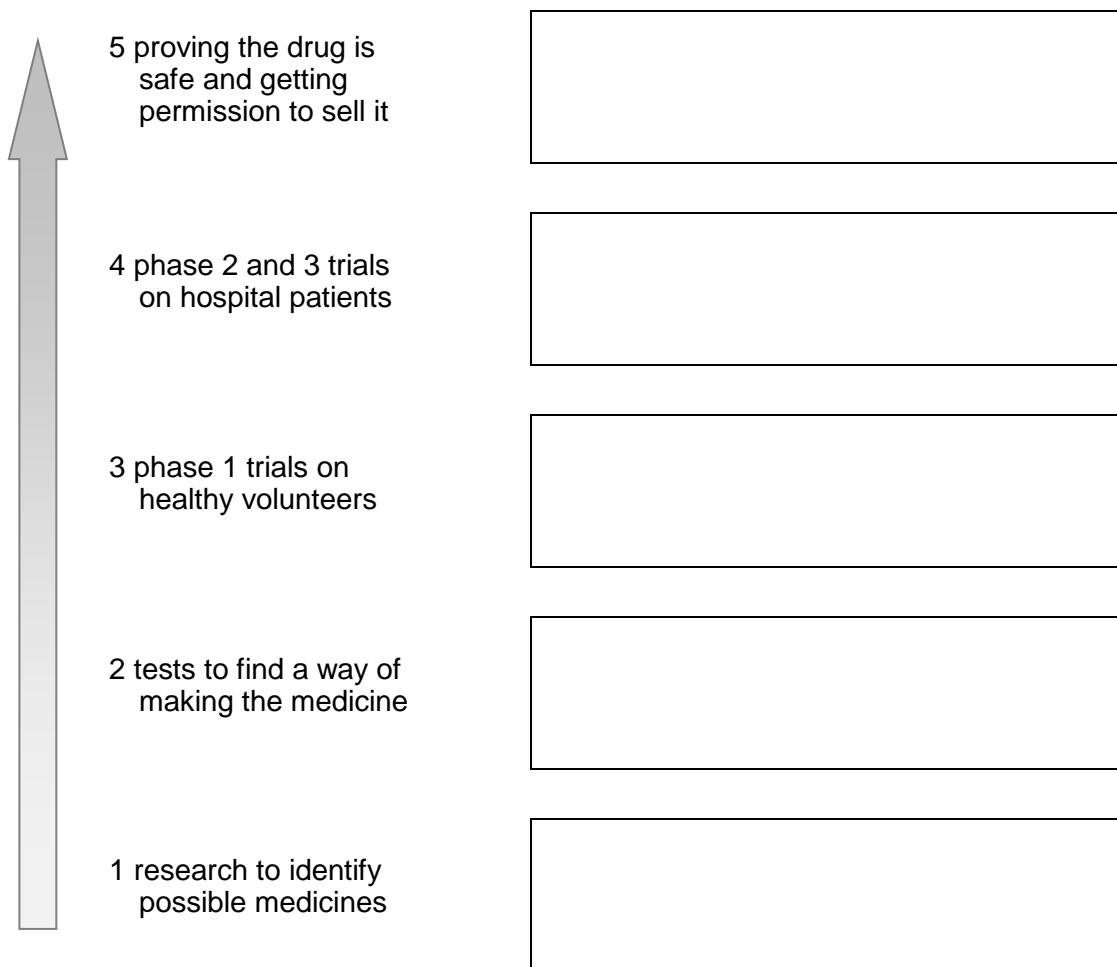 5 proving the drug is
safe and getting
permission to sell it
4 phase 2 and 3 trials
on hospital patients
3 phase 1 trials on
healthy volunteers
2 tests to find a way of
making the medicine
1 research to identify
possible medicines